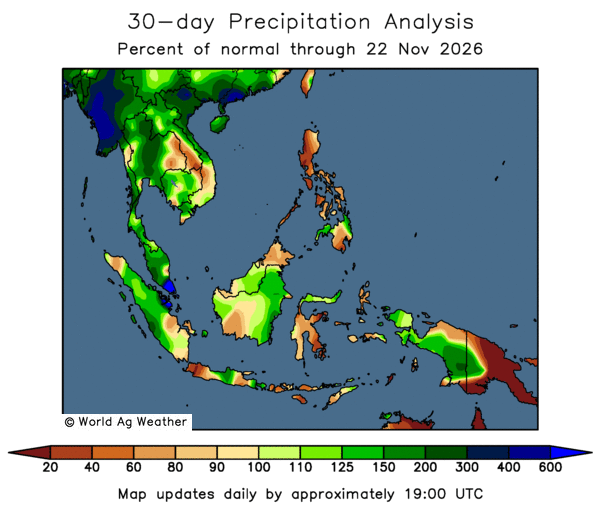 30-day Precipitation Analysis
Percent of normal through 22 Nov 2026
© World Ag Weather
20 40 60 80 90 100 110 125 150 200 300 400 600
Map updates daily by approximately 19:00 UTC